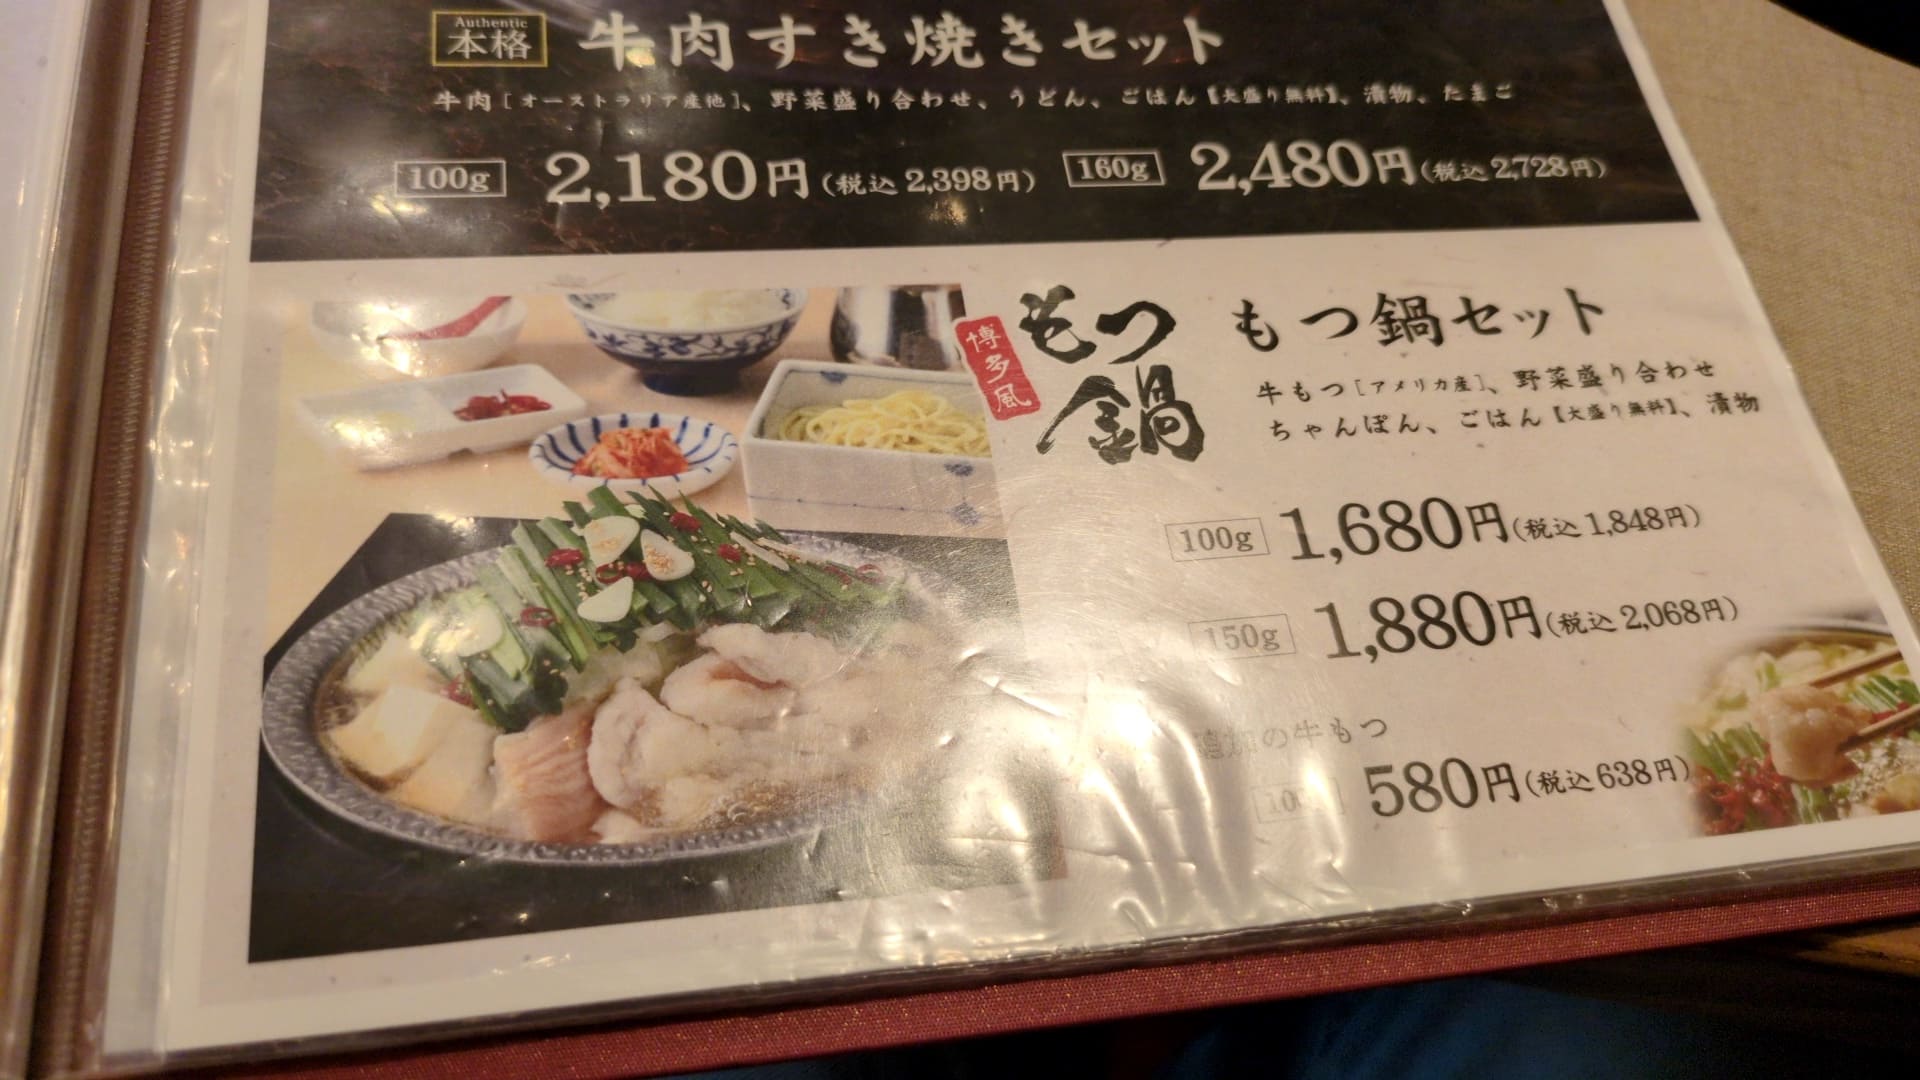 Authentic
本格
牛肉すき焼きセット
牛肉［オーストラリア産他］、野菜盛り合わせ、うどん、ごはん【大盛り無料】、漬物、たまご
100g 2,180円(税込2,398円) 160g 2,480円(税込2,728円)
博多風
もつ鍋
もつ鍋セット
牛もつ［アメリカ産］、野菜盛り合わせ
ちゃんぽん、ごはん【大盛り無料】、漬物
100g 1,680円(税込1,848円)
150g 1,880円(税込2,068円)
追加の牛もつ
580円(税込638円)